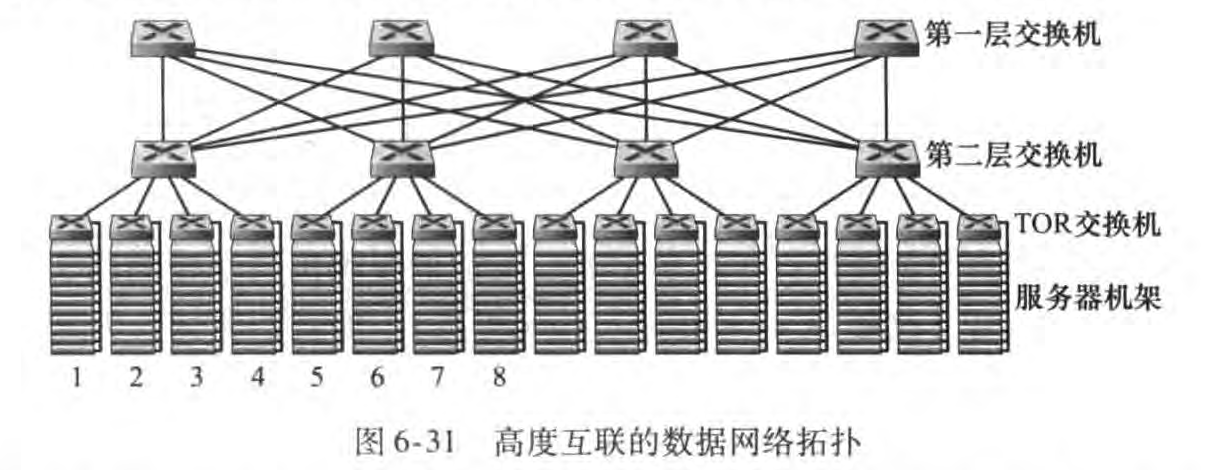 第一层交换机
第二层交换机
TOR交换机
服务器机架
1 2 3 4 5 6 7 8
图 6-31 高度互联的数据网络拓扑